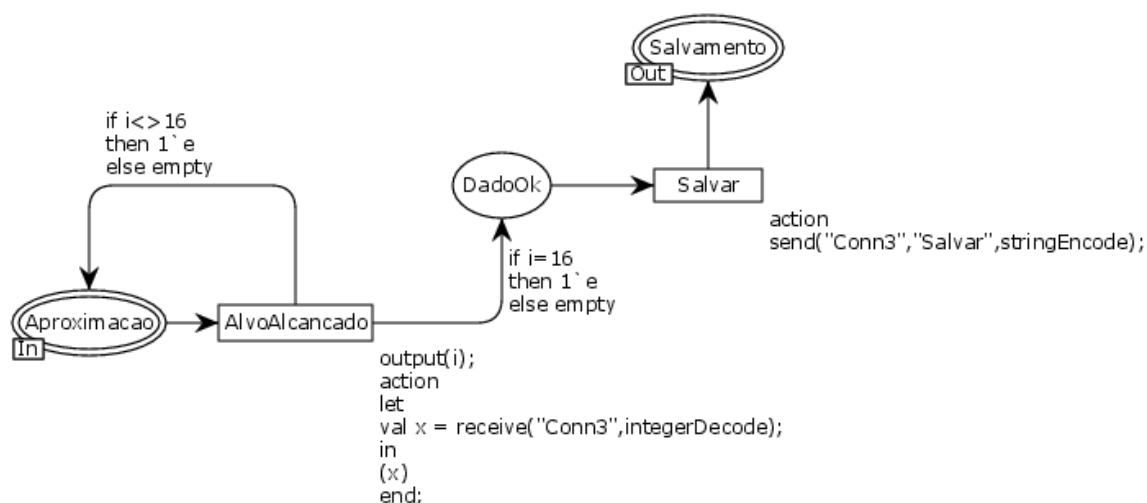 Salvamento
Out
if i<>16
then 1`e
else empty
DadoOk
Salvar
action
send("Conn3","Salvar",stringEncode);
if i=16
then 1`e
else empty
Aproximacao
In
AlvoAlcancado
output(i);
action
let
val x = receive("Conn3",integerDecode);
in
(x)
end;